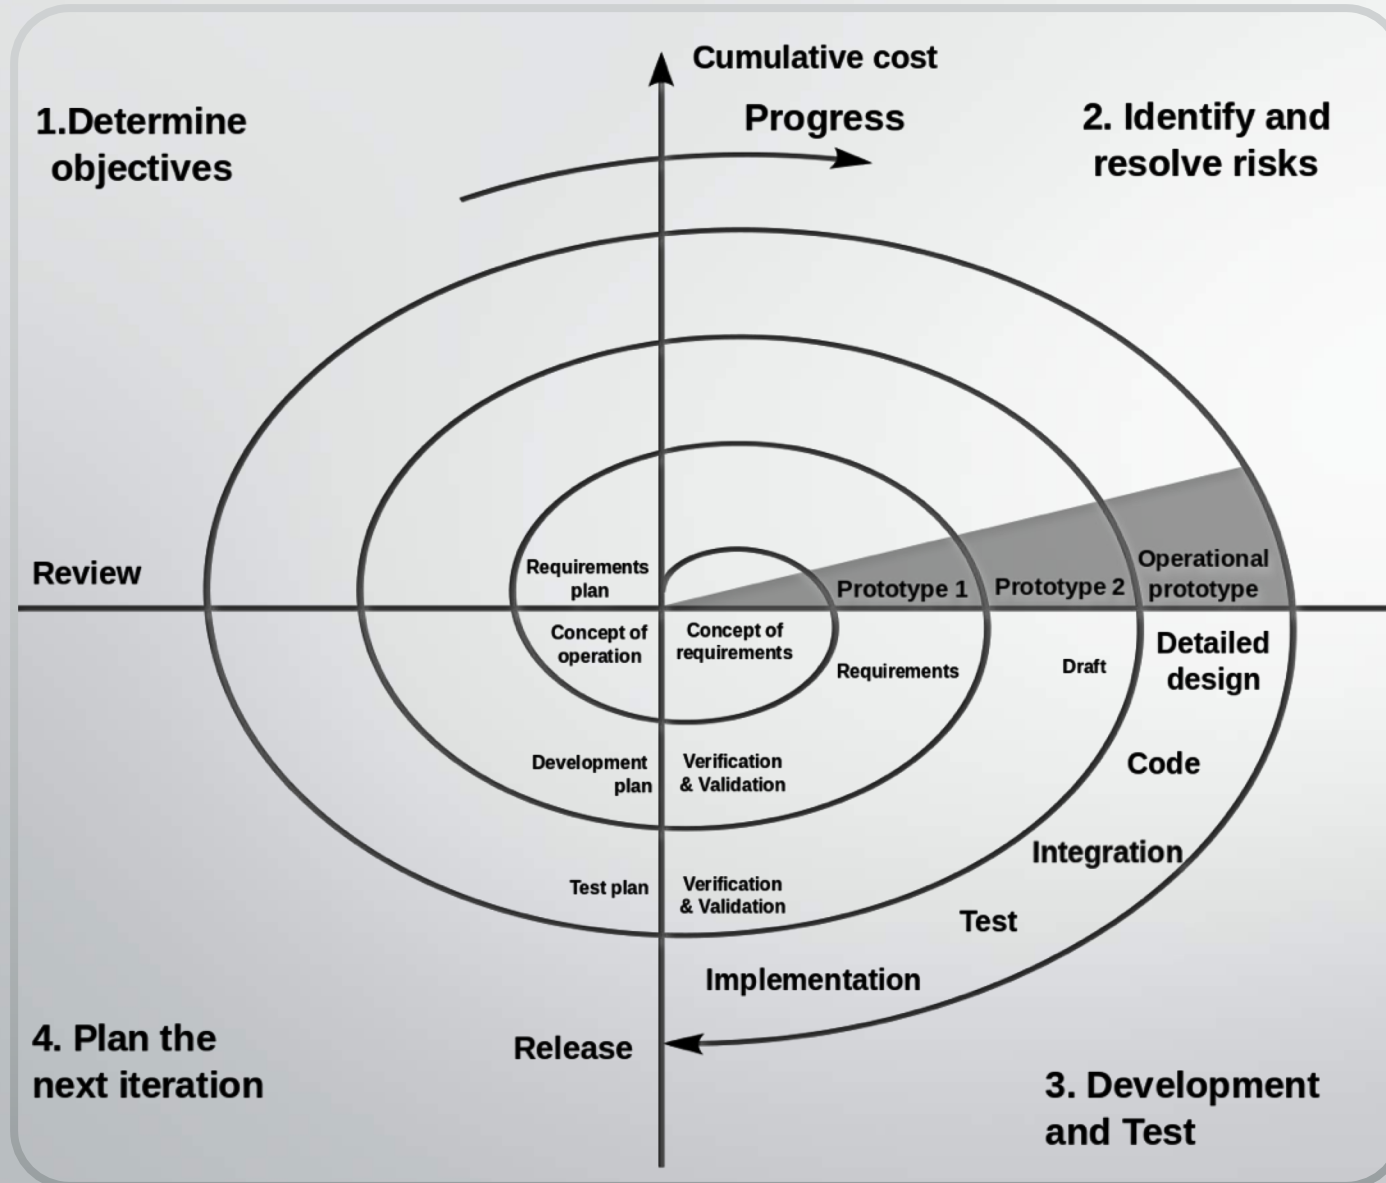 Cumulative cost
Progress
1.Determine
objectives
2. Identify and
resolve risks
Review
Requirements
plan
Prototype 1
Prototype 2
Operational
prototype
Concept of
operation
Concept of
requirements
Requirements
Draft
Detailed
design
Development
plan
Verification
& Validation
Code
Integration
Test plan
Verification
& Validation
Test
Implementation
Release
4. Plan the
next iteration
3. Development
and Test